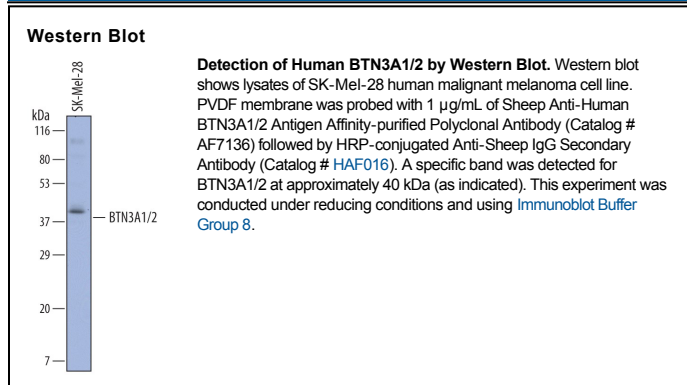 Western Blot
SK-Mel-28
kDa
116
80
53
37
29
20
7
BTN3A1/2
Detection of Human BTN3A1/2 by Western Blot. Western blot
shows lysates of SK-Mel-28 human malignant melanoma cell line.
PVDF membrane was probed with 1 µg/mL of Sheep Anti-Human
BTN3A1/2 Antigen Affinity-purified Polyclonal Antibody (Catalog #
AF7136) followed by HRP-conjugated Anti-Sheep IgG Secondary
Antibody (Catalog # HAF016). A specific band was detected for
BTN3A1/2 at approximately 40 kDa (as indicated). This experiment was
conducted under reducing conditions and using Immunoblot Buffer
Group 8.